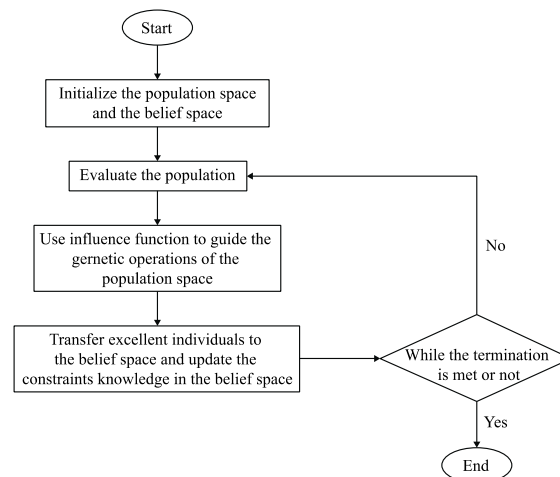 Start
Initialize the population space
and the belief space
Evaluate the population
Use influence function to guide the
gernetic operations of the
population space
Transfer excellent individuals to
the belief space and update the
constraints knowledge in the belief space
No
While the termination
is met or not
Yes
End